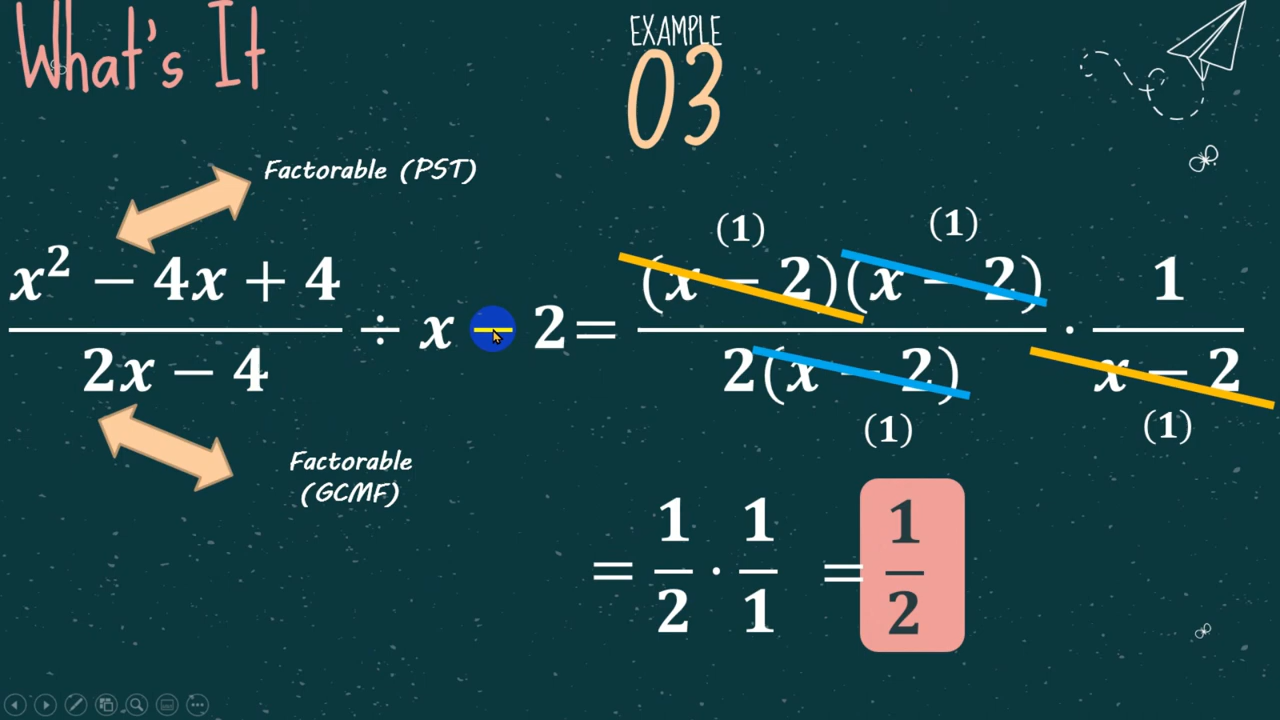 What's It
EXAMPLE
03
Factorable (PST)
x² − 4x + 4
2x − 4
÷ x − 2 =
(1) (1)
(x − 2)(x − 2)
2(x − 2)
(1)
·
1
x − 2
(1)
Factorable
(GCMF)
= 1/2 · 1/1 = 1/2